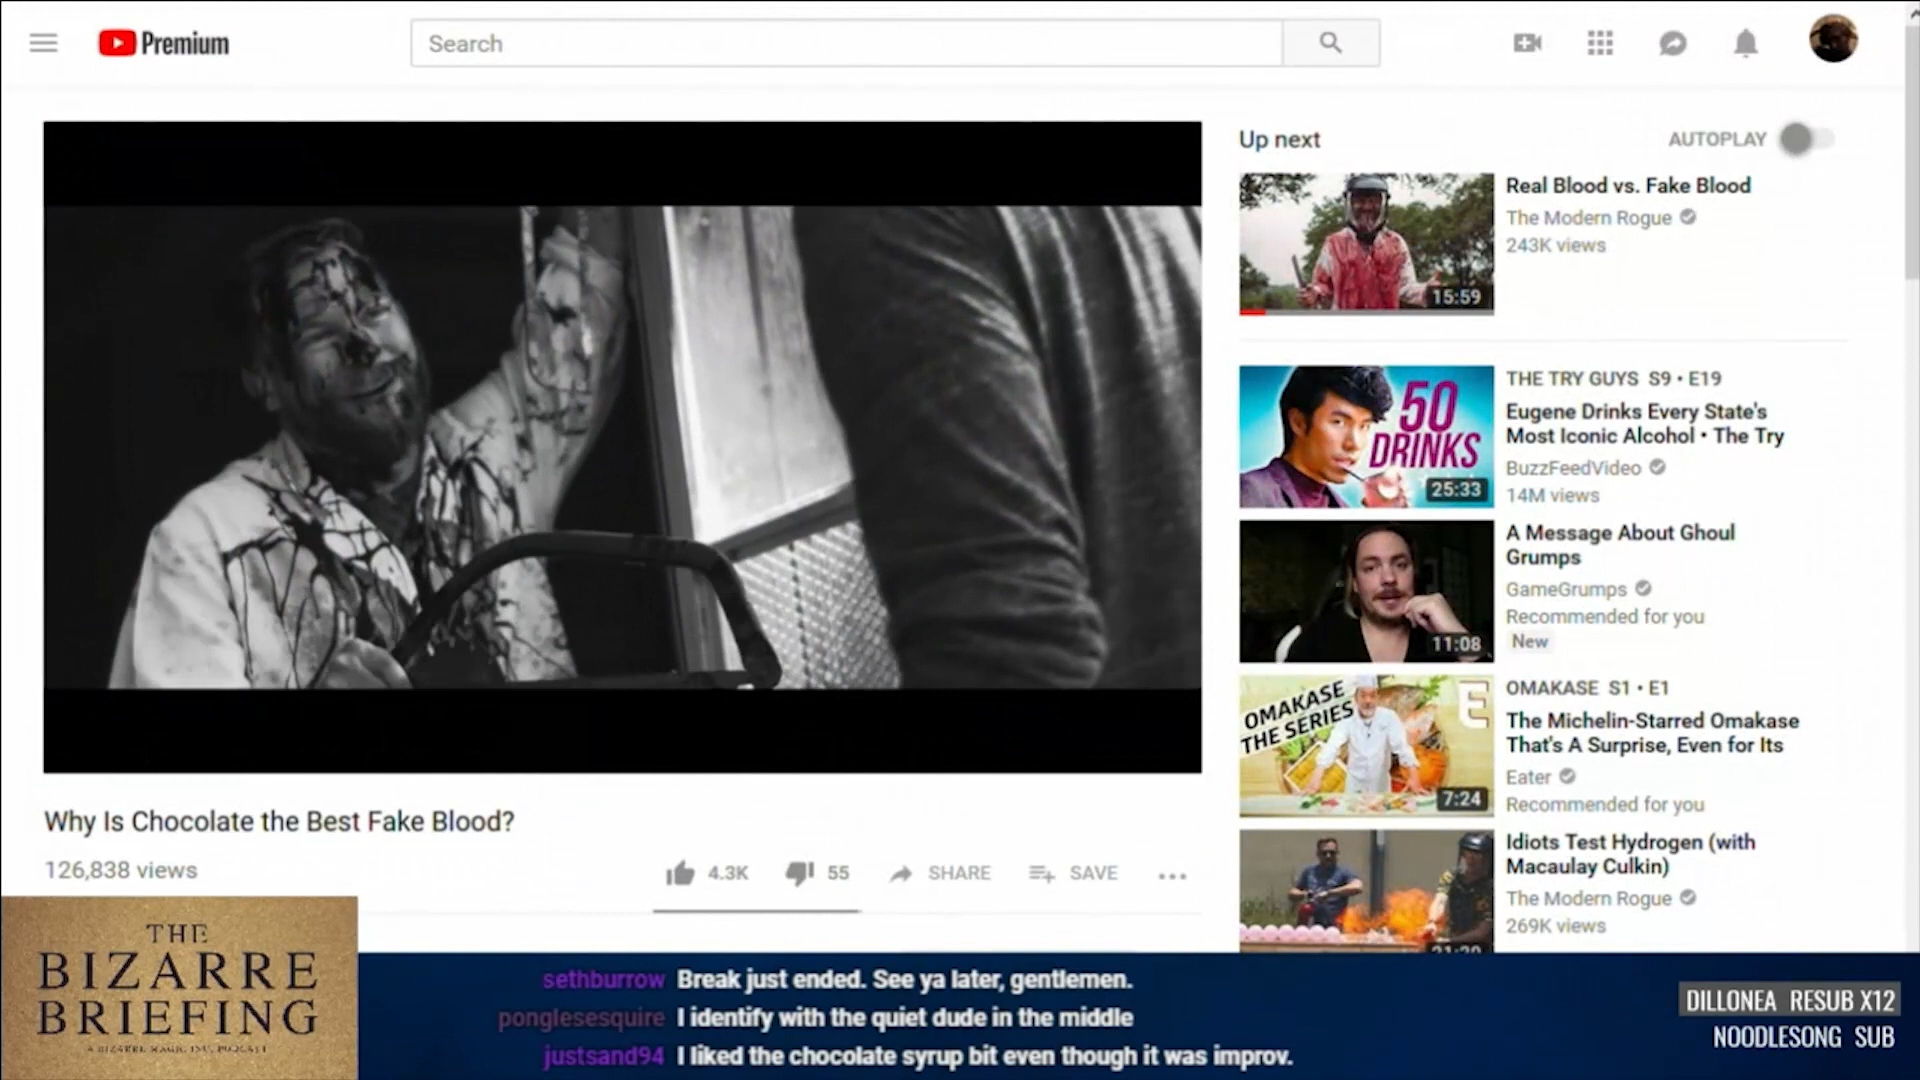 Premium
Search
Up next
AUTOPLAY
Real Blood vs. Fake Blood
The Modern Rogue
243K views
15:59
50
DRINKS
25:33
THE TRY GUYS S9 • E19
Eugene Drinks Every State's
Most Iconic Alcohol • The Try
BuzzFeedVideo
14M views
11:08
A Message About Ghoul
Grumps
GameGrumps
Recommended for you
New
OMAKASE
THE SERIES
E
7:24
OMAKASE S1 • E1
The Michelin-Starred Omakase
That's A Surprise, Even for Its
Eater
Recommended for you
Idiots Test Hydrogen (with
Macaulay Culkin)
The Modern Rogue
269K views
Why Is Chocolate the Best Fake Blood?
126,838 views
4.3K
55
SHARE
SAVE
THE
BIZARRE
BRIEFING
A BIZARRE MAGIC INC. PODCAST
sethburrow Break just ended. See ya later, gentlemen.
ponglesesquire I identify with the quiet dude in the middle
justsand94 I liked the chocolate syrup bit even though it was improv.
DILLONEA RESUB X12
NOODLESONG SUB